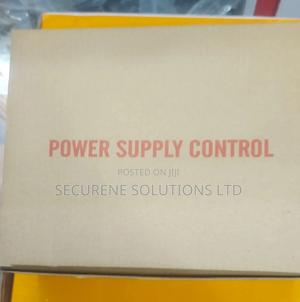 POWER SUPPLY CONTROL
POSTED ON JIJI
SECURENE SOLUTIONS LTD